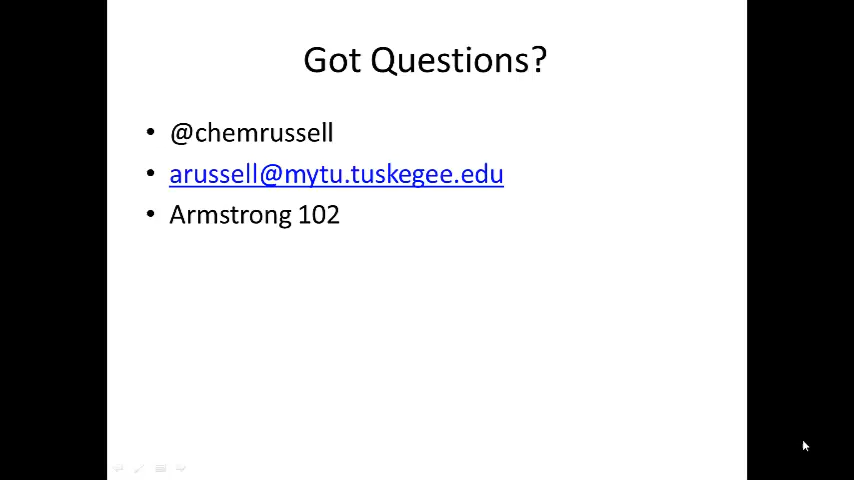 Got Questions?
• @chemrussell
• arussell@mytu.tuskegee.edu
• Armstrong 102